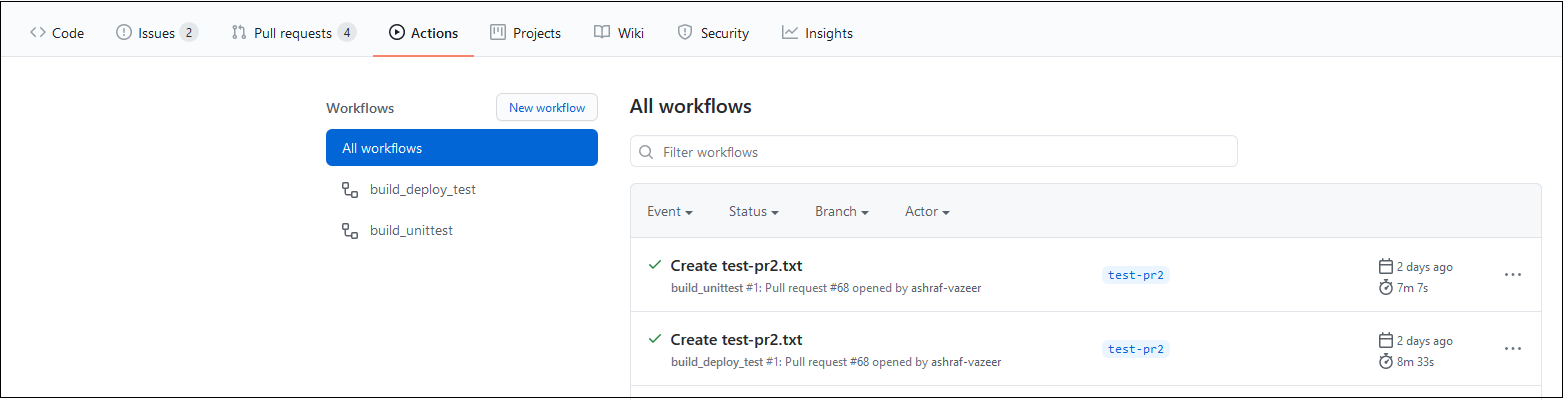 Code Issues 2 Pull requests 4 Actions Projects Wiki Security Insights
Workflows New workflow
All workflows
build_deploy_test
build_unittest
All workflows
Filter workflows
Event Status Branch Actor
Create test-pr2.txt
build_unittest #1: Pull request #68 opened by ashraf-vazeer
test-pr2
2 days ago
7m 7s
Create test-pr2.txt
build_deploy_test #1: Pull request #68 opened by ashraf-vazeer
test-pr2
2 days ago
8m 33s